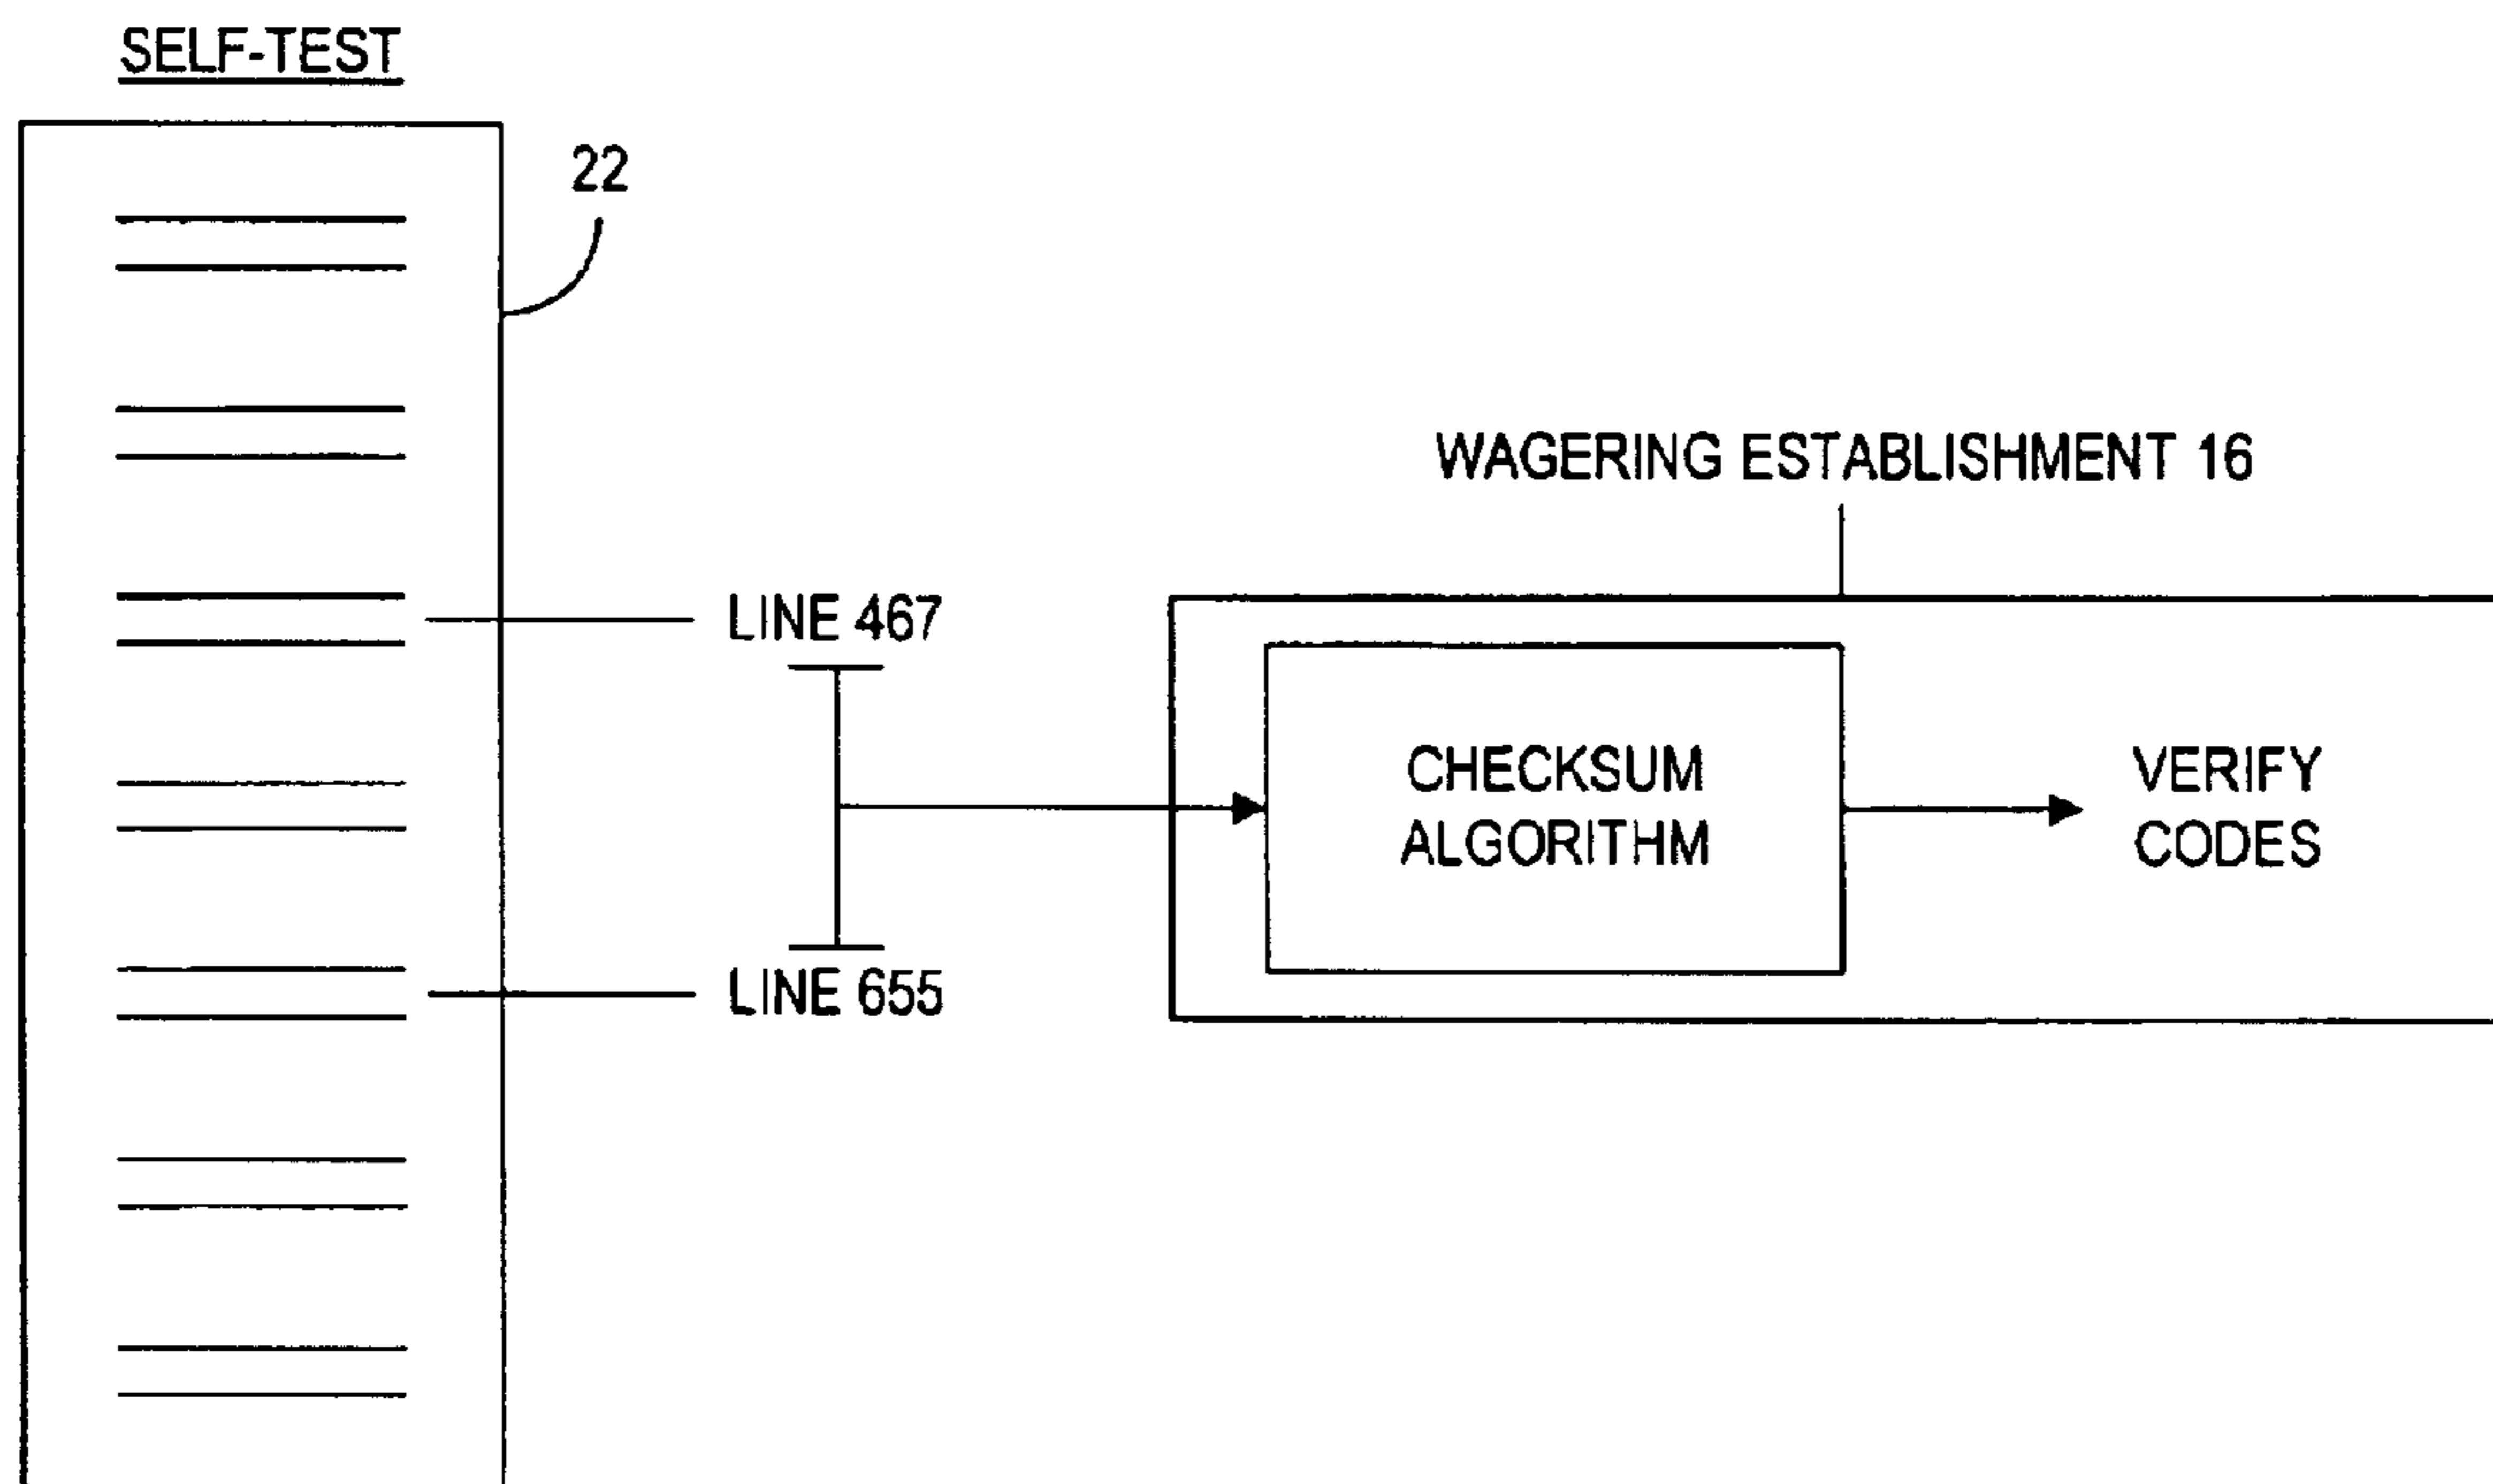 SELF-TEST
22
WAGERING ESTABLISHMENT 16
LINE 467
CHECKSUM
ALGORITHM
VERIFY
CODES
LINE 655